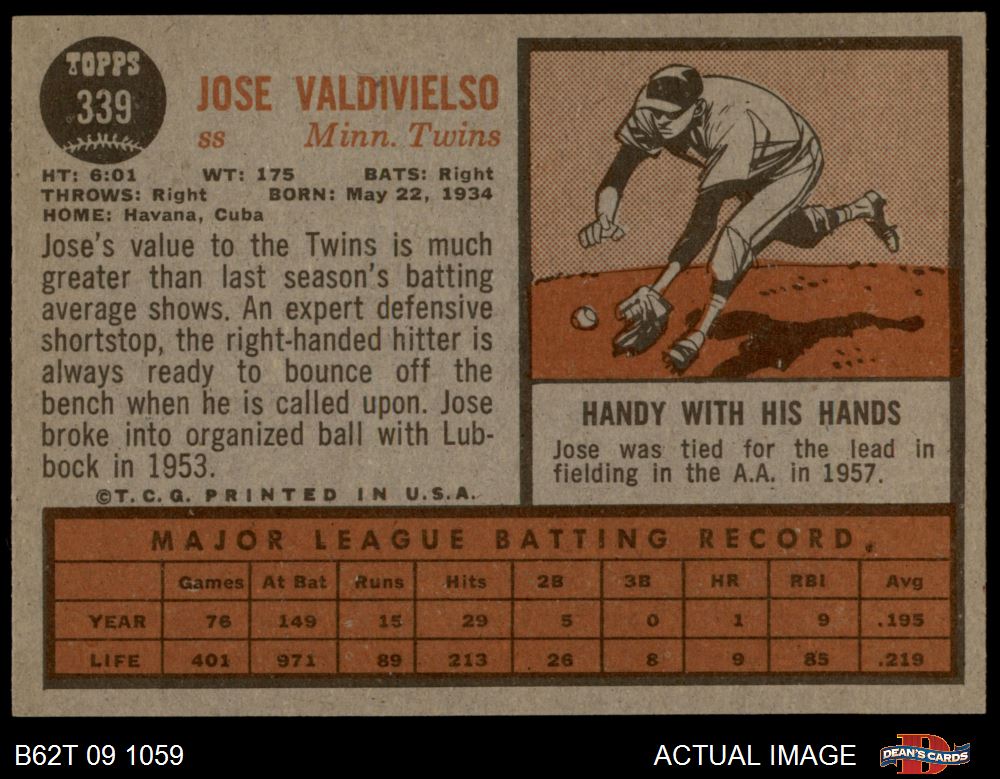 TOPPS
339
JOSE VALDIVIELSO
ss Minn. Twins
HT: 6:01 WT: 175 BATS: Right
THROWS: Right BORN: May 22, 1934
HOME: Havana, Cuba
Jose's value to the Twins is much
greater than last season's batting
average shows. An expert defensive
shortstop, the right-handed hitter is
always ready to bounce off the
bench when he is called upon. Jose
broke into organized ball with Lub-
bock in 1953.
©T.C.G. PRINTED IN U.S.A.
HANDY WITH HIS HANDS
Jose was tied for the lead in
fielding in the A.A. in 1957.
MAJOR LEAGUE BATTING RECORD
Games At Bat Runs Hits 2B 3B HR RBI Avg
YEAR 76 149 15 29 5 0 1 9 .195
LIFE 401 971 89 213 26 8 9 85 .219
B62T 09 1059
ACTUAL IMAGE
DEAN'S CARDS